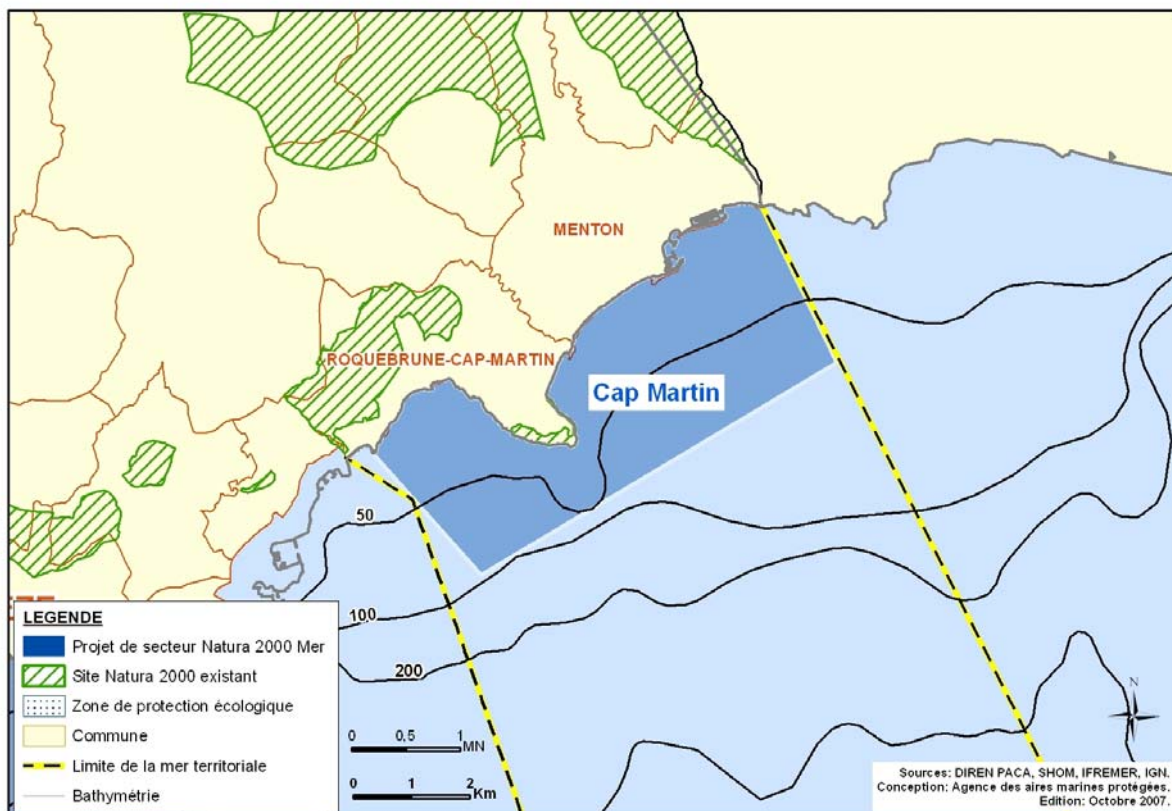 MENTON
ROQUEBRUNE-CAP-MARTIN
Cap Martin
50
100
200
LEGENDE
Projet de secteur Natura 2000 Mer
Site Natura 2000 existant
Zone de protection écologique
Commune
Limite de la mer territoriale
Bathymétrie
0 0,5 1
MN
0 1 2
Km
N
Sources: DIREN PACA, SHOM, IFREMER, IGN.
Conception: Agence des aires marines protégées.
Edition: Octobre 2007